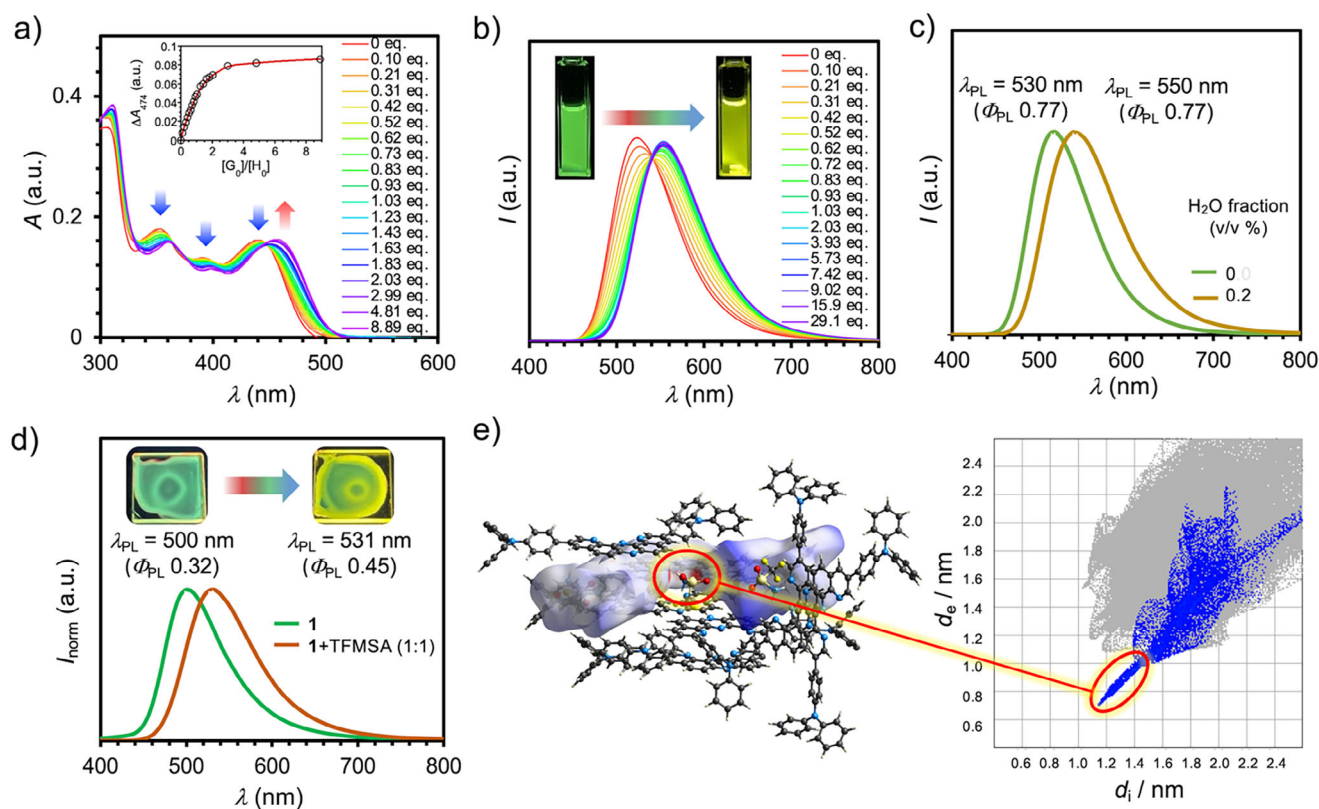 a)
A (a.u.)
0.4
0.2
0
300
400
500
600
λ (nm)
ΔA474 (a.u.)
0.1
0.08
0.06
0.04
0.02
0
0
2
4
6
8
[G0]/[H0]
0 eq.
0.10 eq.
0.21 eq.
0.31 eq.
0.42 eq.
0.52 eq.
0.62 eq.
0.73 eq.
0.83 eq.
0.93 eq.
1.03 eq.
1.23 eq.
1.43 eq.
1.63 eq.
1.83 eq.
2.03 eq.
2.99 eq.
4.81 eq.
8.89 eq.
b)
I (a.u.)
400
500
600
700
800
λ (nm)
0 eq.
0.10 eq.
0.21 eq.
0.31 eq.
0.42 eq.
0.52 eq.
0.62 eq.
0.72 eq.
0.83 eq.
0.93 eq.
1.03 eq.
2.03 eq.
3.93 eq.
5.73 eq.
7.42 eq.
9.02 eq.
15.9 eq.
29.1 eq.
c)
I (a.u.)
λPL = 530 nm
(ΦPL 0.77)
λPL = 550 nm
(ΦPL 0.77)
H2O fraction
(v/v %)
0.0
0.2
400
500
600
700
800
λ (nm)
d)
Inorm (a.u.)
λPL = 500 nm
(ΦPL 0.32)
λPL = 531 nm
(ΦPL 0.45)
1
1+TFMSA (1:1)
400
500
600
700
800
λ (nm)
e)
de / nm
2.4
2.2
2.0
1.8
1.6
1.4
1.2
1.0
0.8
0.6
0.6
0.8
1.0
1.2
1.4
1.6
1.8
2.0
2.2
2.4
di / nm